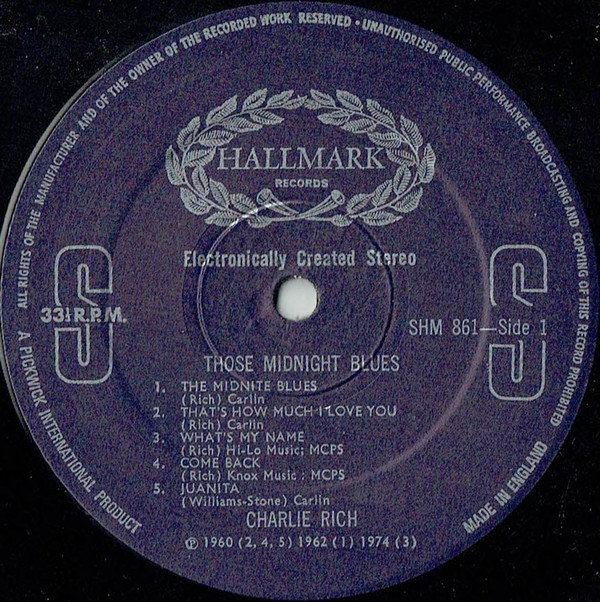 ALL RIGHTS OF THE MANUFACTURER AND OF THE OWNER OF THE RECORDED WORK RESERVED · UNAUTHORISED PUBLIC PERFORMANCE BROADCASTING AND COPYING OF THIS RECORD PROHIBITED
HALLMARK
RECORDS
Electronically Created Stereo
S
S
33⅓ R.P.M.
SHM 861—Side 1
THOSE MIDNIGHT BLUES
1. THE MIDNITE BLUES
(Rich) Carlin
2. THAT'S HOW MUCH I LOVE YOU
(Rich) Carlin
3. WHAT'S MY NAME
(Rich) Hi-Lo Music; MCPS
4. COME BACK
(Rich) Knox Music : MCPS
5. JUANITA
(Williams-Stone) Carlin
CHARLIE RICH
℗ 1960 (2, 4, 5) 1962 (1) 1974 (3)
A PICKWICK INTERNATIONAL PRODUCT
MADE IN ENGLAND